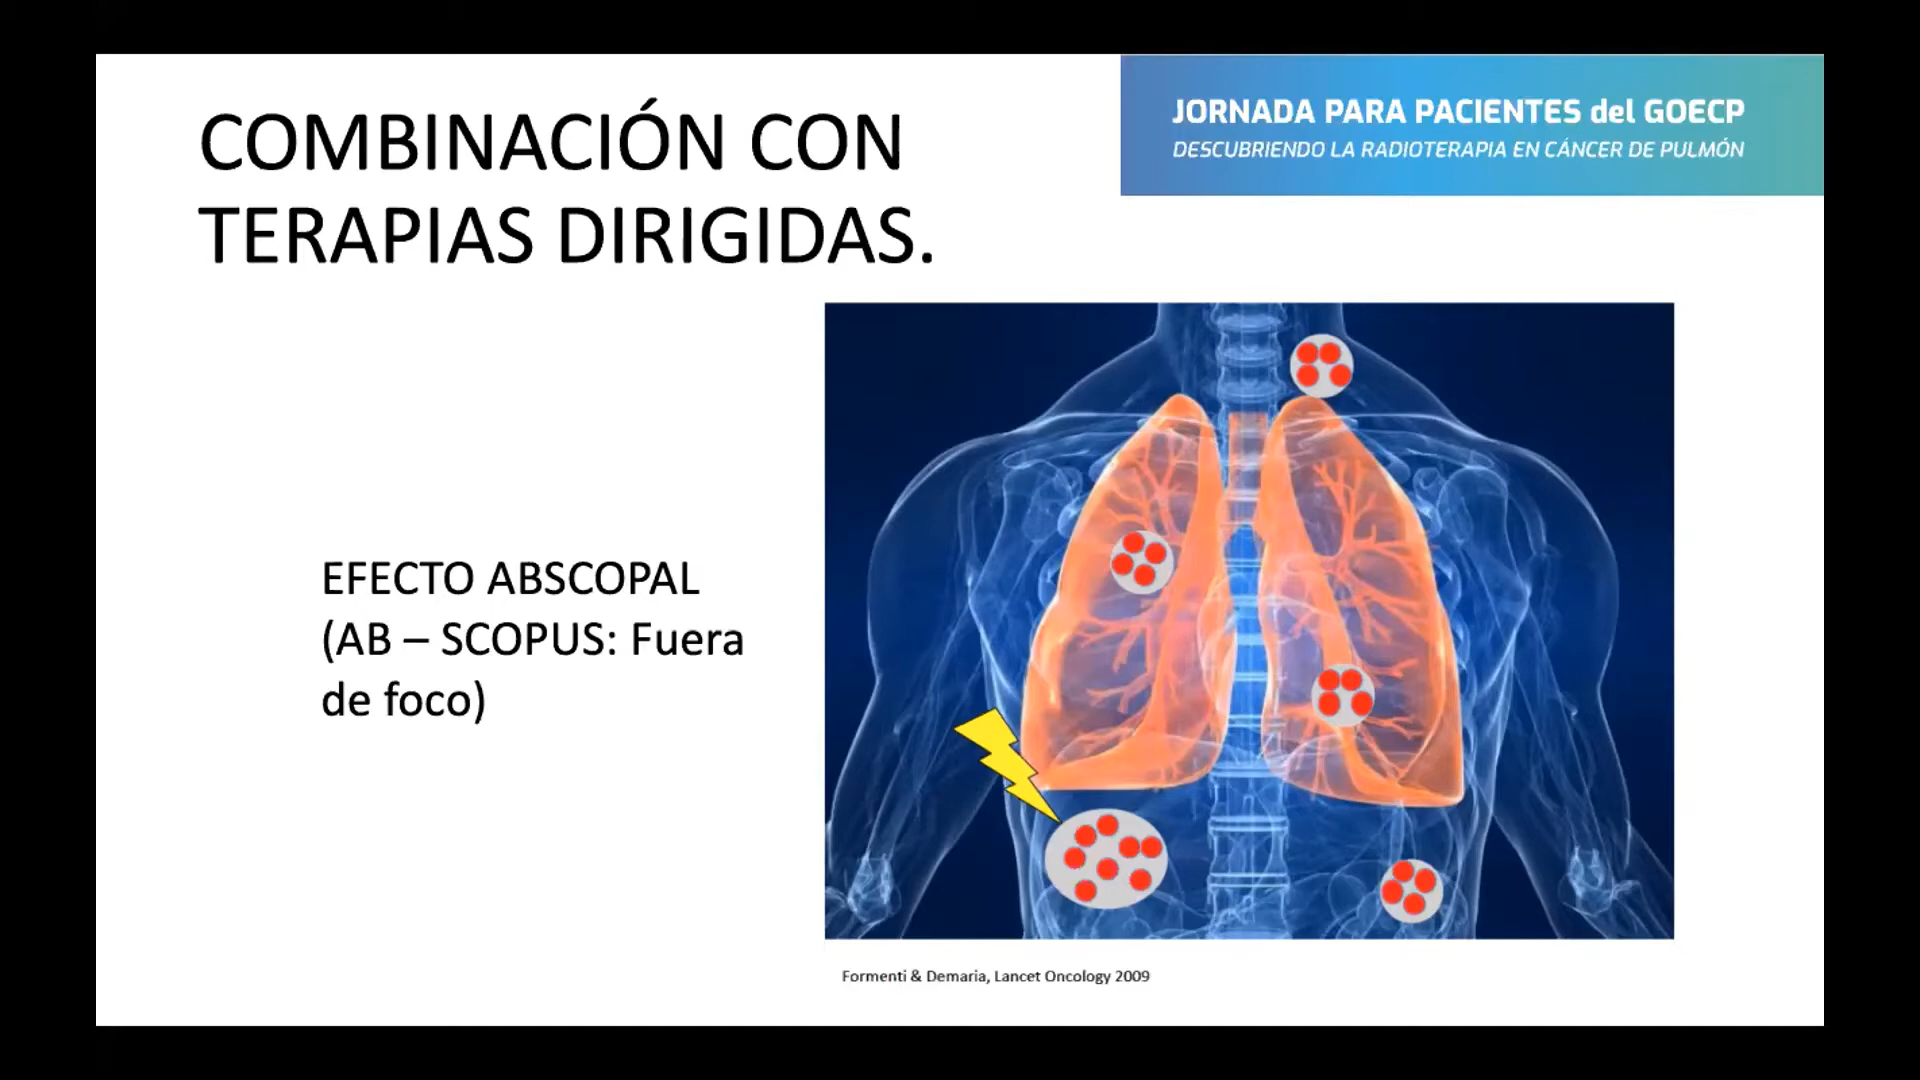 COMBINACIÓN CON
TERAPIAS DIRIGIDAS.
JORNADA PARA PACIENTES del GOECP
DESCUBRIENDO LA RADIOTERAPIA EN CÁNCER DE PULMÓN
EFECTO ABSCOPAL
(AB – SCOPUS: Fuera
de foco)
Formenti & Demaria, Lancet Oncology 2009